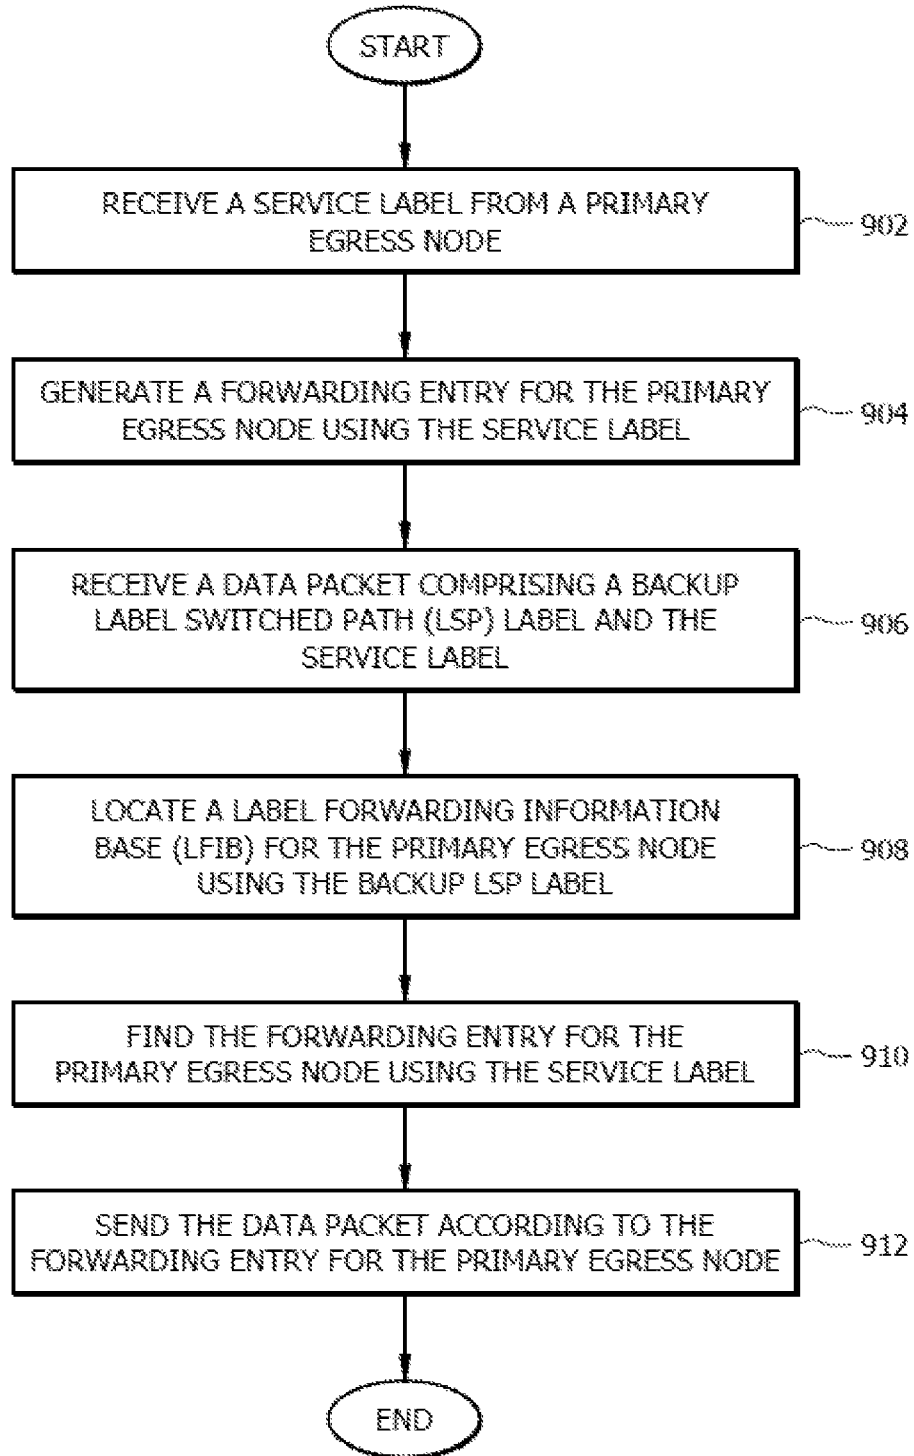 START
RECEIVE A SERVICE LABEL FROM A PRIMARY
EGRESS NODE
902
GENERATE A FORWARDING ENTRY FOR THE PRIMARY
EGRESS NODE USING THE SERVICE LABEL
904
RECEIVE A DATA PACKET COMPRISING A BACKUP
LABEL SWITCHED PATH (LSP) LABEL AND THE
SERVICE LABEL
906
LOCATE A LABEL FORWARDING INFORMATION
BASE (LFIB) FOR THE PRIMARY EGRESS NODE
USING THE BACKUP LSP LABEL
908
FIND THE FORWARDING ENTRY FOR THE
PRIMARY EGRESS NODE USING THE SERVICE LABEL
910
SEND THE DATA PACKET ACCORDING TO THE
FORWARDING ENTRY FOR THE PRIMARY EGRESS NODE
912
END